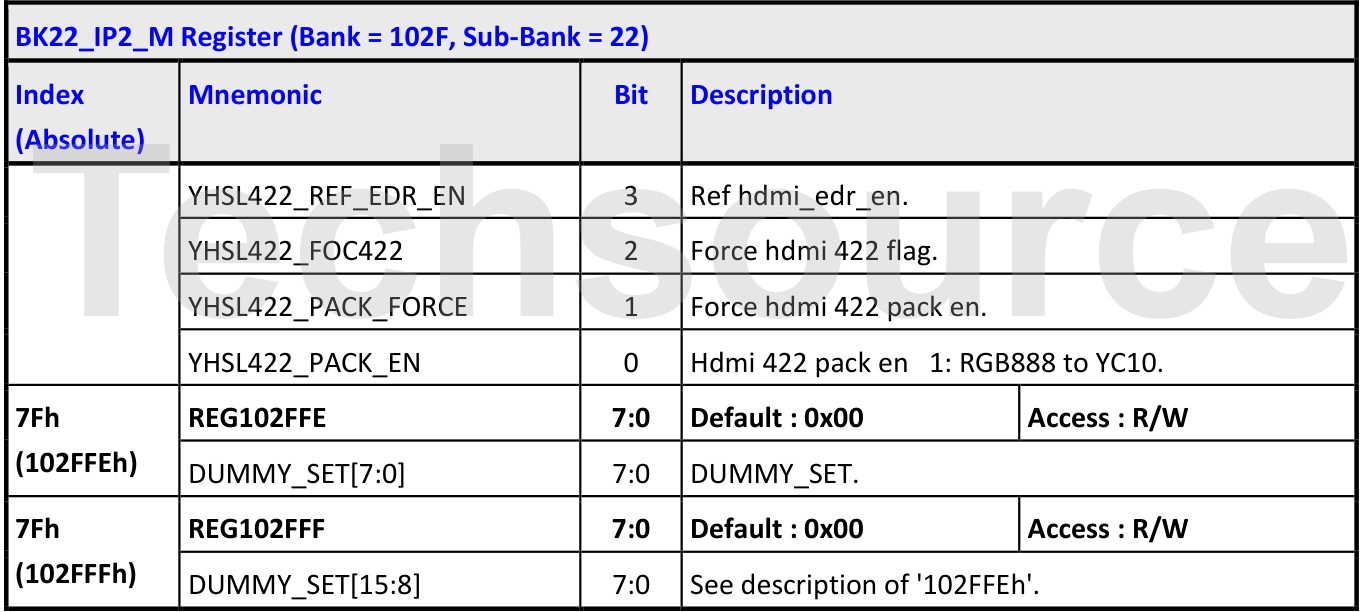 BK22_IP2_M Register (Bank = 102F, Sub-Bank = 22)
Index (Absolute) Mnemonic Bit Description
YHSL422_REF_EDR_EN 3 Ref hdmi_edr_en.
YHSL422_FOC422 2 Force hdmi 422 flag.
YHSL422_PACK_FORCE 1 Force hdmi 422 pack en.
YHSL422_PACK_EN 0 Hdmi 422 pack en 1: RGB888 to YC10.
7Fh REG102FFE 7:0 Default : 0x00 Access : R/W
(102FFEh) DUMMY_SET[7:0] 7:0 DUMMY_SET.
7Fh REG102FFF 7:0 Default : 0x00 Access : R/W
(102FFFh) DUMMY_SET[15:8] 7:0 See description of '102FFEh'.
Techsource